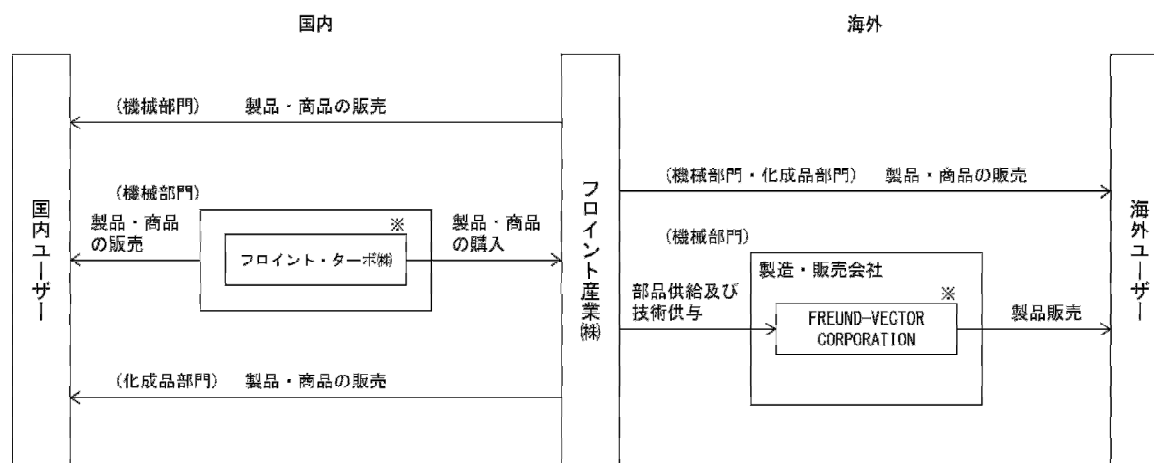 国内
海外
(機械部門) 製品・商品の販売
(機械部門)
製品・商品
の販売
※
フロイント・ターボ㈱
製品・商品
の購入
(化成品部門) 製品・商品の販売
国内ユーザー
フロイント産業㈱
(機械部門・化成品部門) 製品・商品の販売
(機械部門)
製造・販売会社
※
部品供給及び
技術供与
FREUND-VECTOR
CORPORATION
製品販売
海外ユーザー